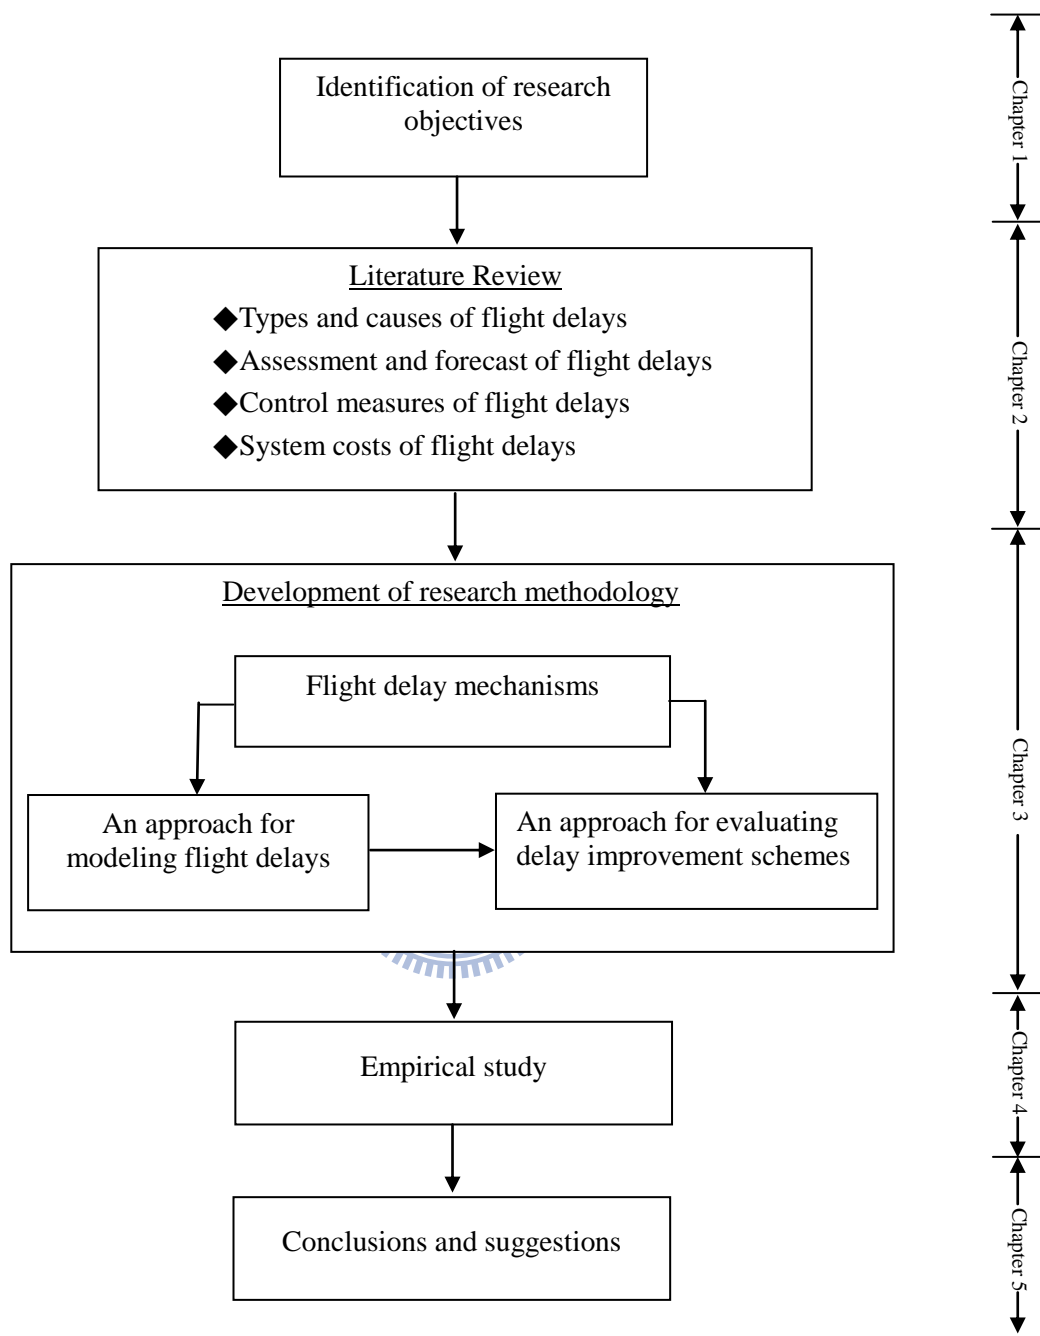 Identification of research
objectives
Chapter 1
Literature Review
◆Types and causes of flight delays
◆Assessment and forecast of flight delays
◆Control measures of flight delays
◆System costs of flight delays
Chapter 2
Development of research methodology
Flight delay mechanisms
An approach for
modeling flight delays
An approach for evaluating
delay improvement schemes
Chapter 3
Empirical study
Chapter 4
Conclusions and suggestions
Chapter 5